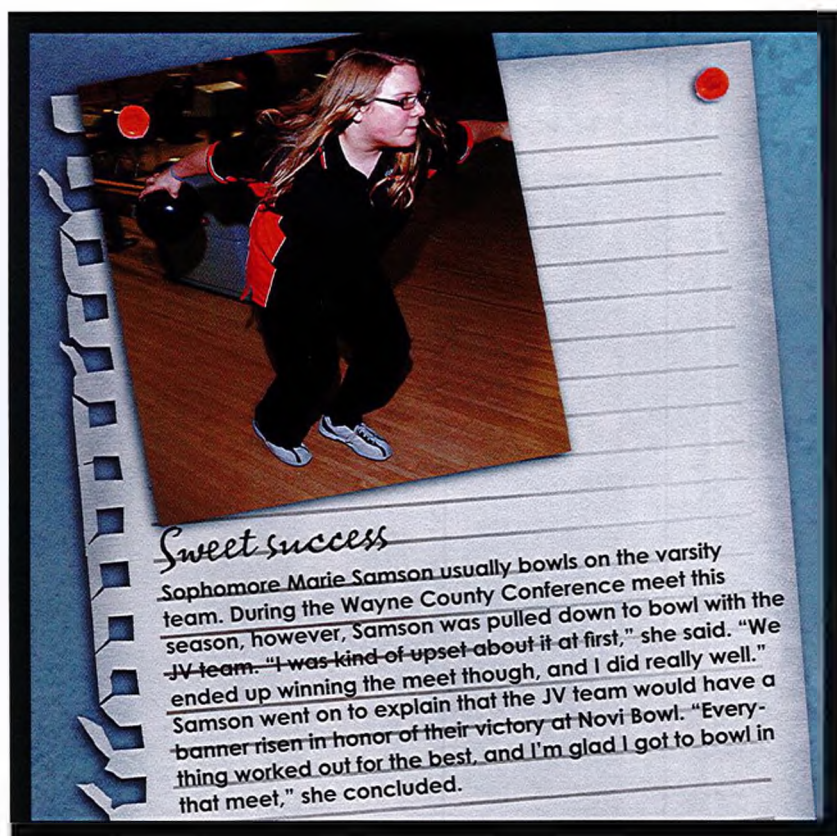 Sweet success
Sophomore Marie Samson usually bowls on the varsity
team. During the Wayne County Conference meet this
season, however, Samson was pulled down to bowl with the
JV team. “I was kind of upset about it at first,” she said. “We
ended up winning the meet though, and I did really well.”
Samson went on to explain that the JV team would have a
banner risen in honor of their victory at Novi Bowl. “Every-
thing worked out for the best, and I’m glad I got to bowl in
that meet,” she concluded.